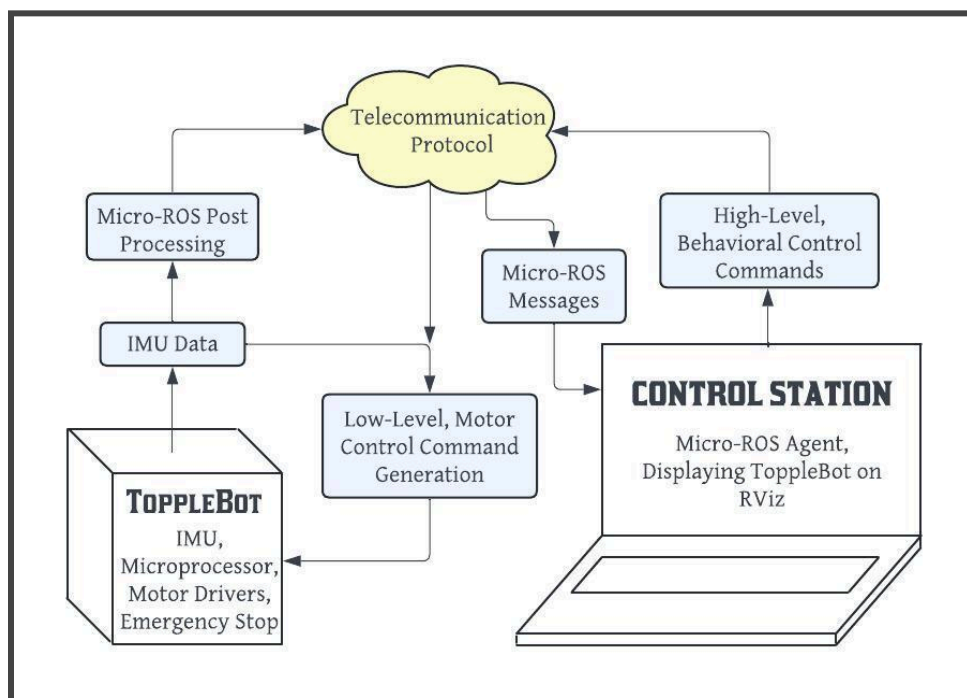 Telecommunication
Protocol
Micro-ROS Post
Processing
High-Level,
Behavioral Control
Commands
Micro-ROS
Messages
IMU Data
Low-Level, Motor
Control Command
Generation
CONTROL STATION
Micro-ROS Agent,
Displaying ToppleBot on
RViz
TOPPLEBOT
IMU,
Microprocessor,
Motor Drivers,
Emergency Stop